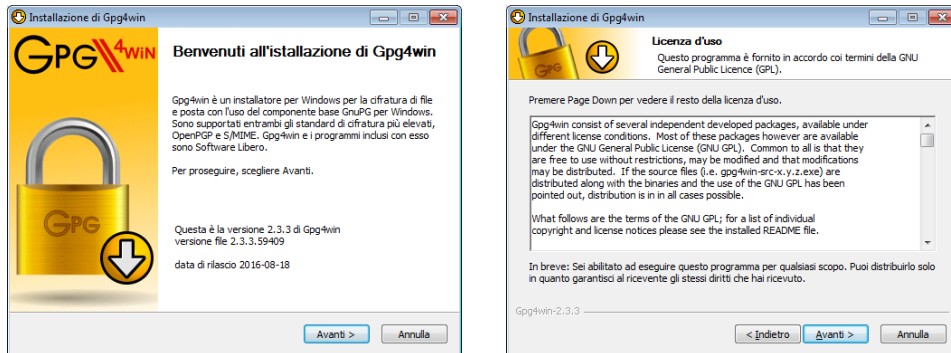 Installazione di Gpg4win
GPG4WiN
Benvenuti all'istallazione di Gpg4win
Gpg4win è un installatore per Windows per la cifratura di file
e posta con l'uso del componente base GnuPG per Windows.
Sono supportati entrambi gli standard di cifratura più elevati,
OpenPGP e S/MIME. Gpg4win e i programmi inclusi con esso
sono Software Libero.
Per proseguire, scegliere Avanti.
GPG
Questa è la versione 2.3.3 di Gpg4win
versione file 2.3.3.59409
data di rilascio 2016-08-18
Avanti >
Annulla
Installazione di Gpg4win
GPG
Licenza d'uso
Questo programma è fornito in accordo coi termini della GNU
General Public Licence (GPL).
Premere Page Down per vedere il resto della licenza d'uso.
Gpg4win consist of several independent developed packages, available under
different license conditions. Most of these packages however are available
under the GNU General Public License (GNU GPL). Common to all is that they
are free to use without restrictions, may be modified and that modifications
may be distributed. If the source files (i.e. gpg4win-src-x.y.z.exe) are
distributed along with the binaries and the use of the GNU GPL has been
pointed out, distribution is in in all cases possible.
What follows are the terms of the GNU GPL; for a list of individual
copyright and license notices please see the installed README file.
In breve: Sei abilitato ad eseguire questo programma per qualsiasi scopo. Puoi distribuirlo solo
in quanto garantisci al ricevente gli stessi diritti che hai ricevuto.
Gpg4win-2.3.3
< Indietro
Avanti >
Annulla